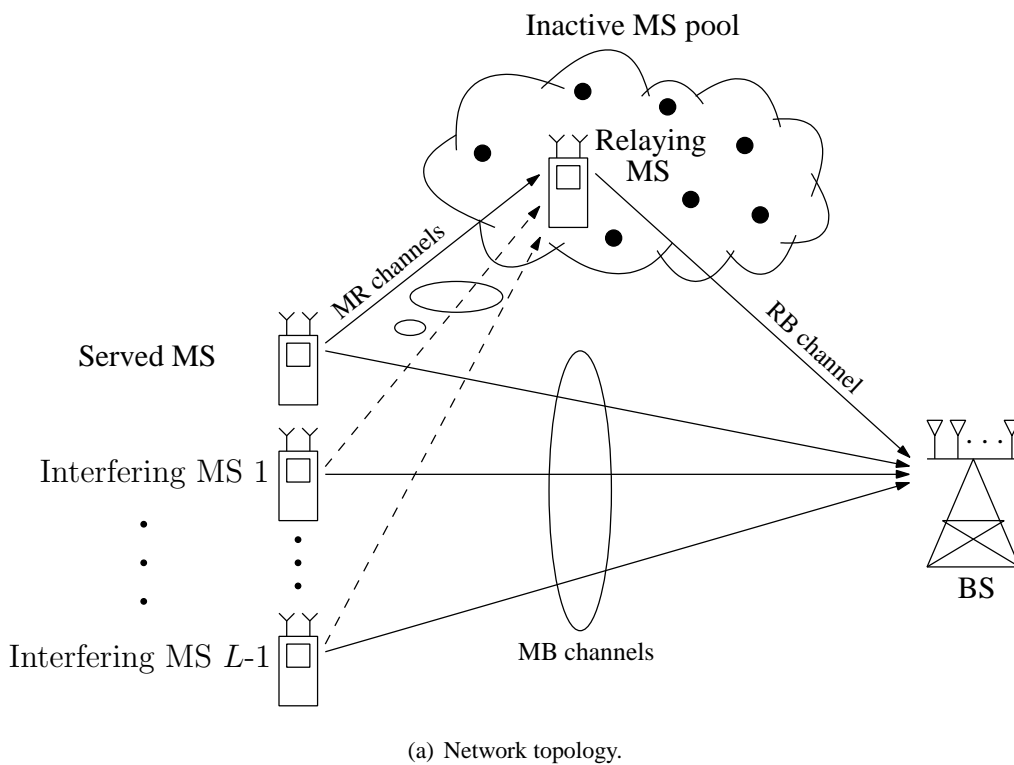 Inactive MS pool
Relaying
MS
MR channels
RB channel
Served MS
Interfering MS 1
BS
Interfering MS L-1
MB channels
(a) Network topology.